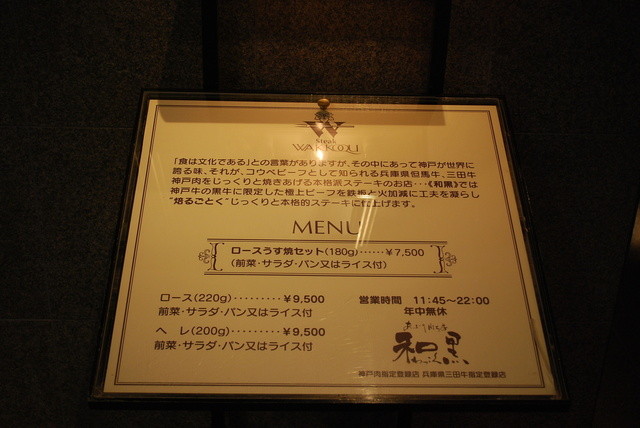 W
Steak
WAKKOQU
「食は文化である」との言葉がありますが、その中にあって神戸が世界に
誇る味、それが、コウベビーフとして知られる兵庫県但馬牛、三田牛
神戸肉をじっくりと焼きあげる本格派ステーキのお店…《和黒》では
神戸牛の黒牛に限定した極上ビーフを鉄板と火加減に工夫を凝らし
“焙るごとく”じっくりと本格的ステーキに仕上げます。
MENU
ロースうす焼セット(180g)……¥7,500
(前菜・サラダ・パン又はライス付)
ロース(220g)………¥9,500
前菜・サラダ・パン又はライス付
ヘレ(200g)………¥9,500
前菜・サラダ・パン又はライス付
営業時間 11:45〜22:00
年中無休
あぶり肉工房
和黒
わっこく
神戸肉指定登録店 兵庫県三田牛指定登録店